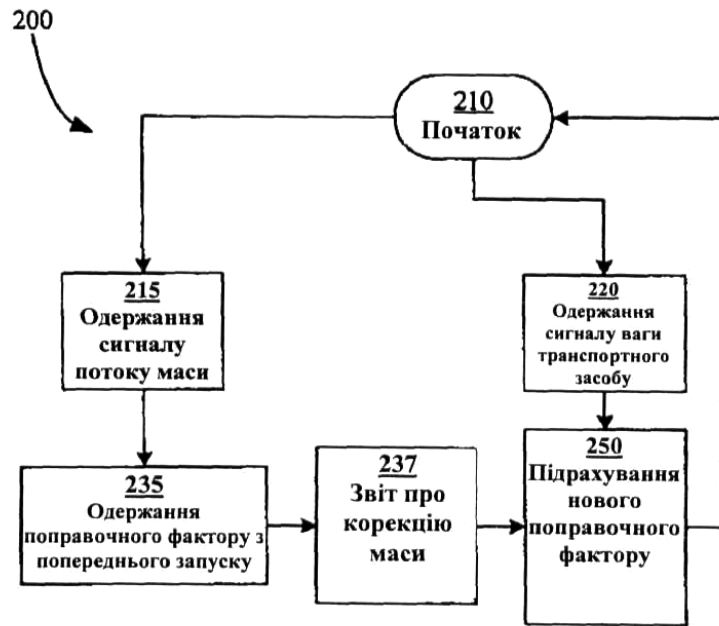 200
210
Початок
215
Одержання
сигналу
потоку маси
220
Одержання
сигналу ваги
транспортного
засобу
235
Одержання
поправочного фактору з
попереднього запуску
237
Звіт про
корекцію
маси
250
Підрахування
нового
поправочного
фактору